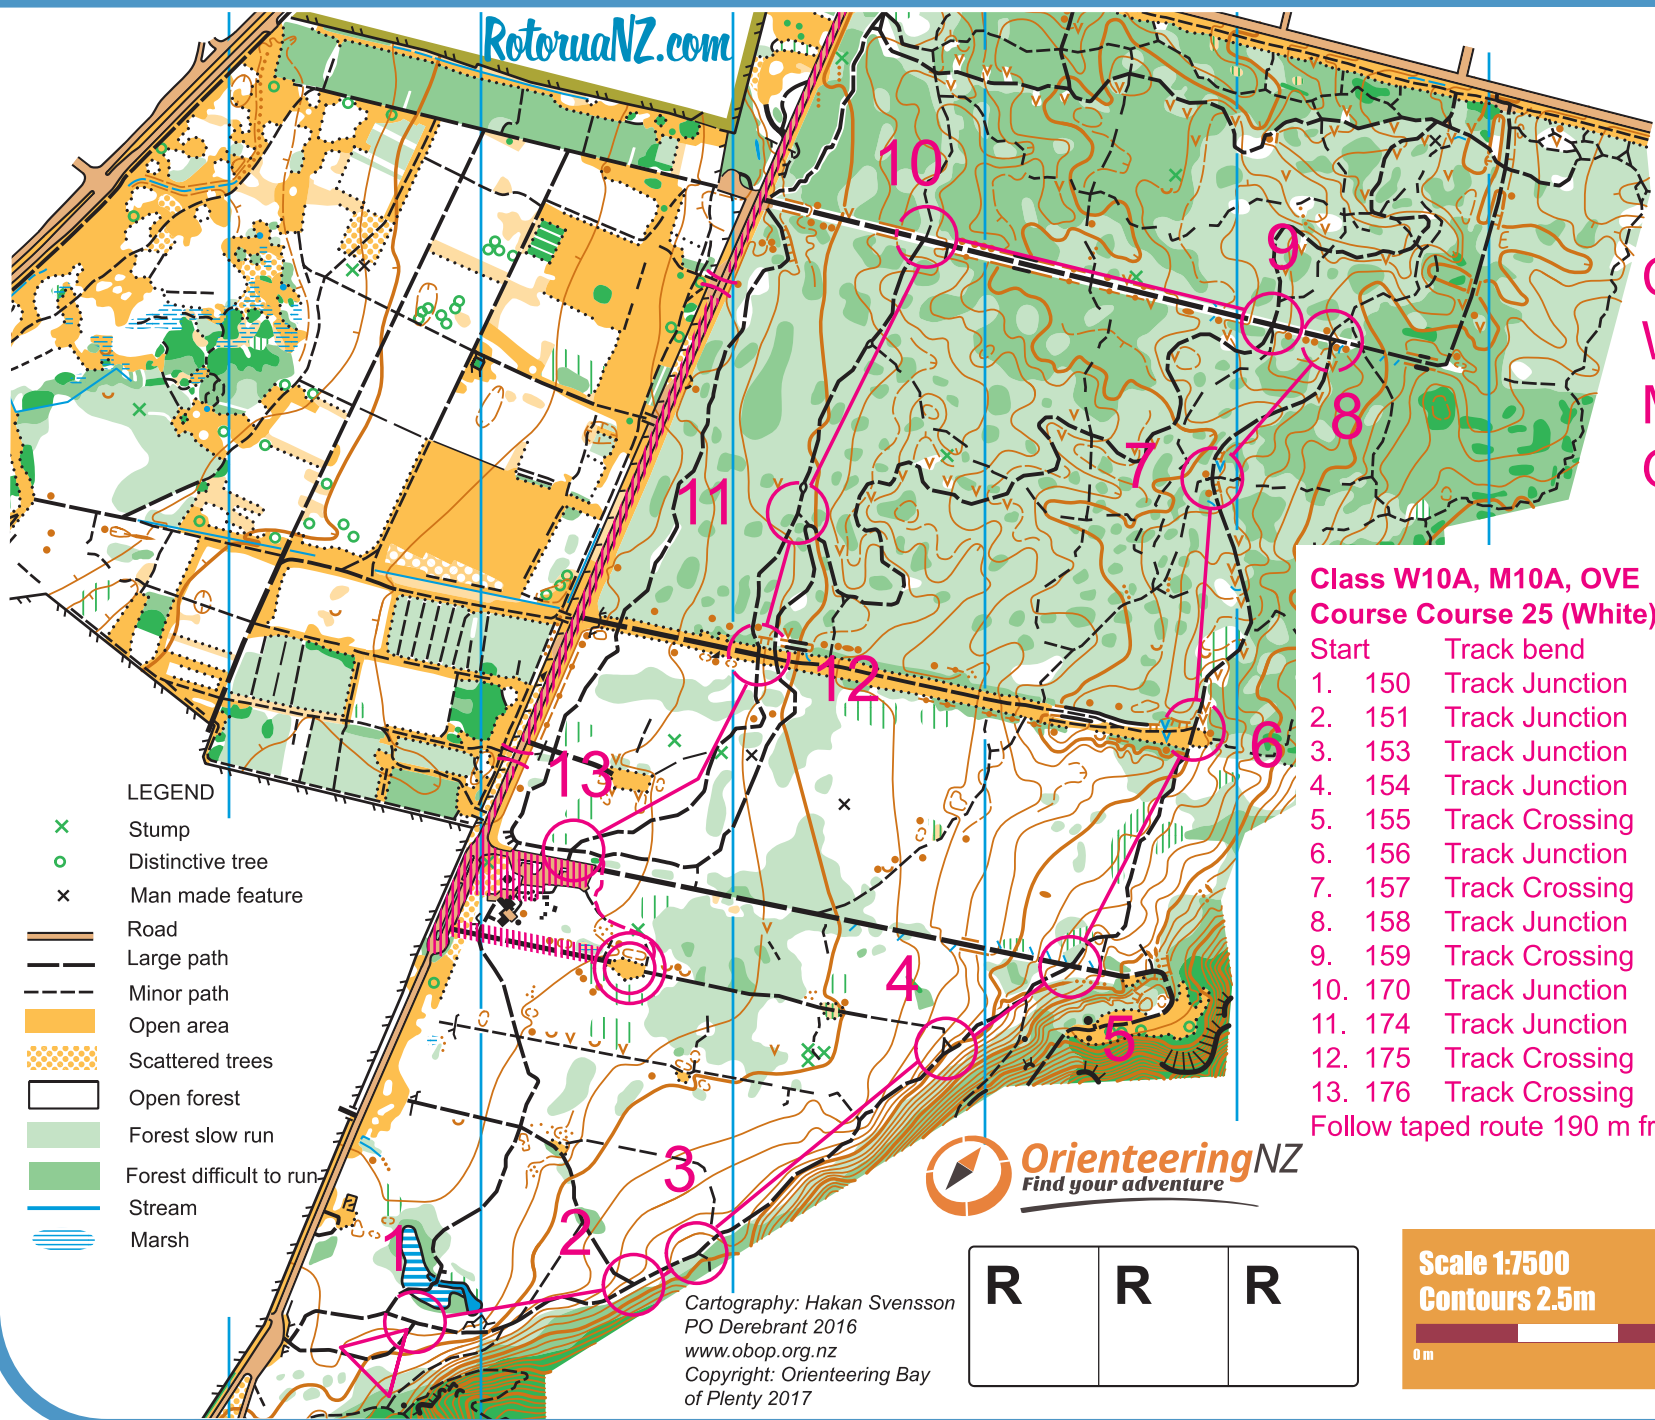 RotoruaNZ.com
10
9
8
7
11
12
6
13
4
5
3
2
1
Class W10A, M10A, OVE
Course Course 25 (White)
Start Track bend
1. 150 Track Junction
2. 151 Track Junction
3. 153 Track Junction
4. 154 Track Junction
5. 155 Track Crossing
6. 156 Track Junction
7. 157 Track Crossing
8. 158 Track Junction
9. 159 Track Crossing
10. 170 Track Junction
11. 174 Track Junction
12. 175 Track Crossing
13. 176 Track Crossing
Follow taped route 190 m fr
LEGEND
Stump
Distinctive tree
Man made feature
Road
Large path
Minor path
Open area
Scattered trees
Open forest
Forest slow run
Forest difficult to run
Stream
Marsh
OrienteeringNZ
Find your adventure
Cartography: Hakan Svensson
PO Derebrant 2016
www.obop.org.nz
Copyright: Orienteering Bay
of Plenty 2017
R R R
Scale 1:7500
Contours 2.5m
0 m